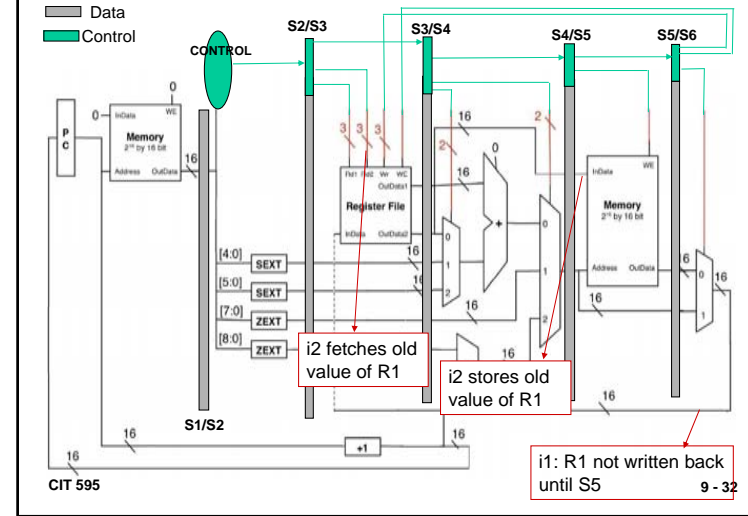 Data
Control
CONTROL
S2/S3
S3/S4
S4/S5
S5/S6
PC
0
0
InData
WE
Memory
2¹⁶ by 16 bit
Address
OutData
16
3
3
3
2
2
16
Rd1
Rd2
Wr
WE
OutData1
Register File
InData
OutData2
16
0
+
0
1
2
16
16
16
0
1
2
InData
WE
Memory
2¹⁶ by 16 bit
Address
OutData
16
16
0
1
16
[4:0]
SEXT
[5:0]
SEXT
[7:0]
ZEXT
[8:0]
ZEXT
16
16
i2 fetches old
value of R1
i2 stores old
value of R1
16
S1/S2
16
+1
16
16
i1: R1 not written back
until S5
CIT 595
9 - 32